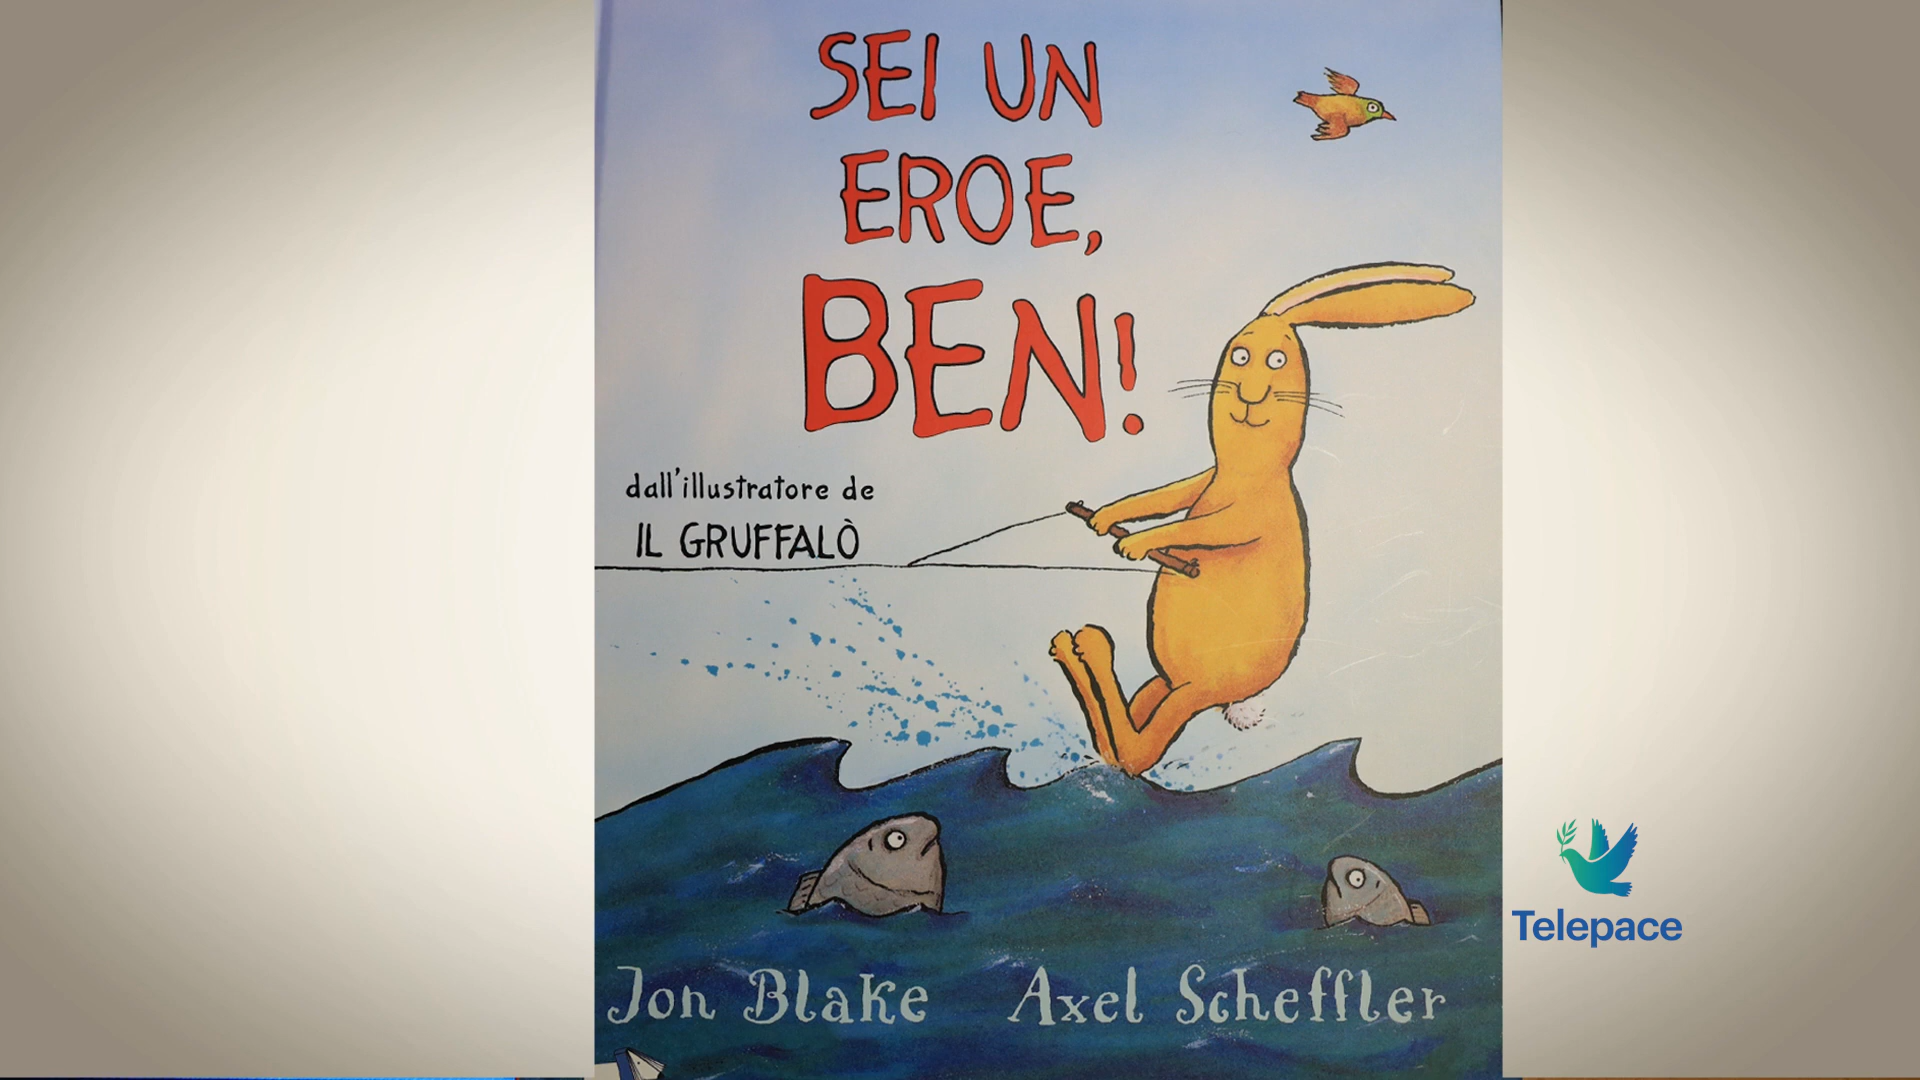 SEI UN
EROE,
BEN!
dall'illustratore de
IL GRUFFALÒ
Jon Blake Axel Scheffler
Telepace